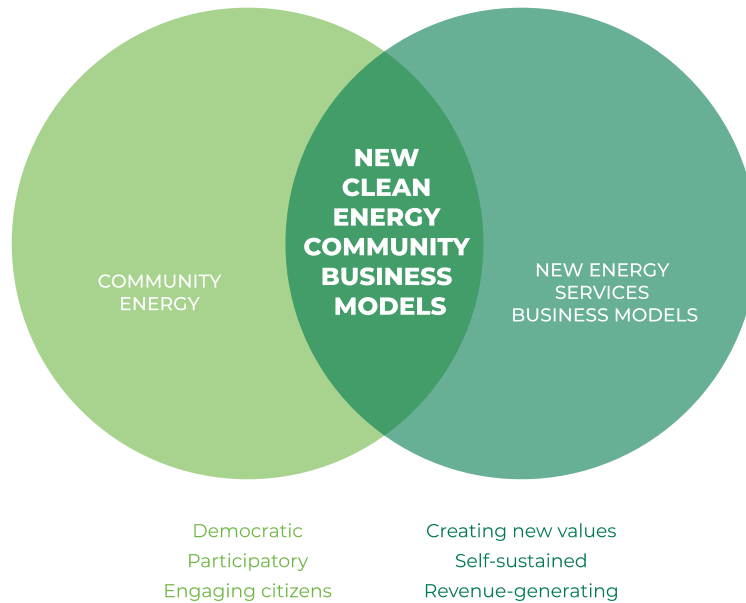 NEW
CLEAN
ENERGY
COMMUNITY
BUSINESS
MODELS
COMMUNITY
ENERGY
NEW ENERGY
SERVICES
BUSINESS MODELS
Democratic
Participatory
Engaging citizens
Creating new values
Self-sustained
Revenue-generating